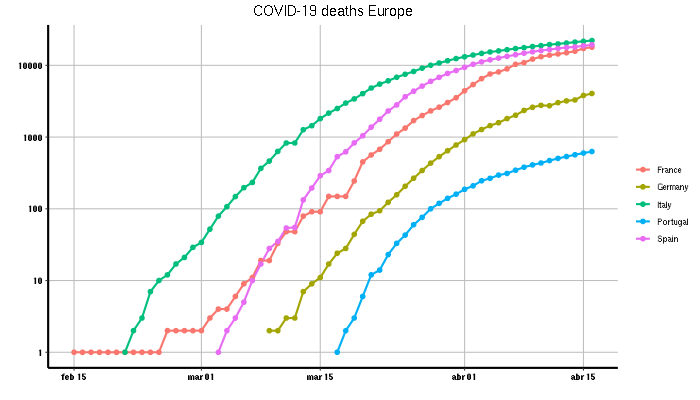 COVID-19 deaths Europe
10000
1000
100
10
1
feb 15
mar 01
mar 15
abr 01
abr 15
France
Germany
Italy
Portugal
Spain